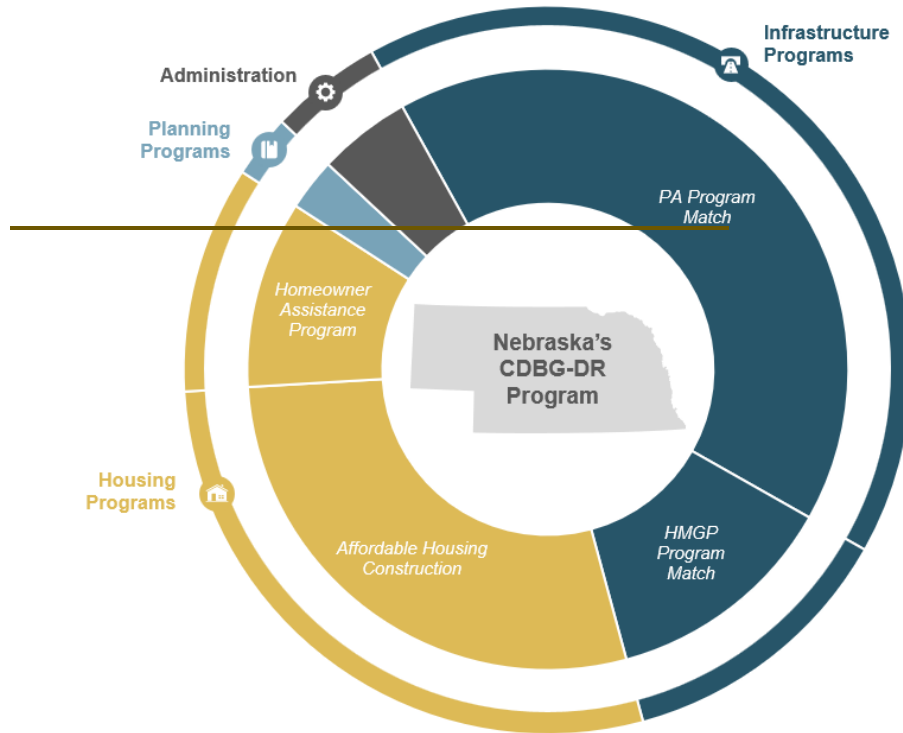 Infrastructure
Programs
Administration
Planning
Programs
PA Program
Match
Homeowner
Assistance
Program
Nebraska's
CDBG-DR
Program
Housing
Programs
Affordable Housing
Construction
HMGP
Program
Match